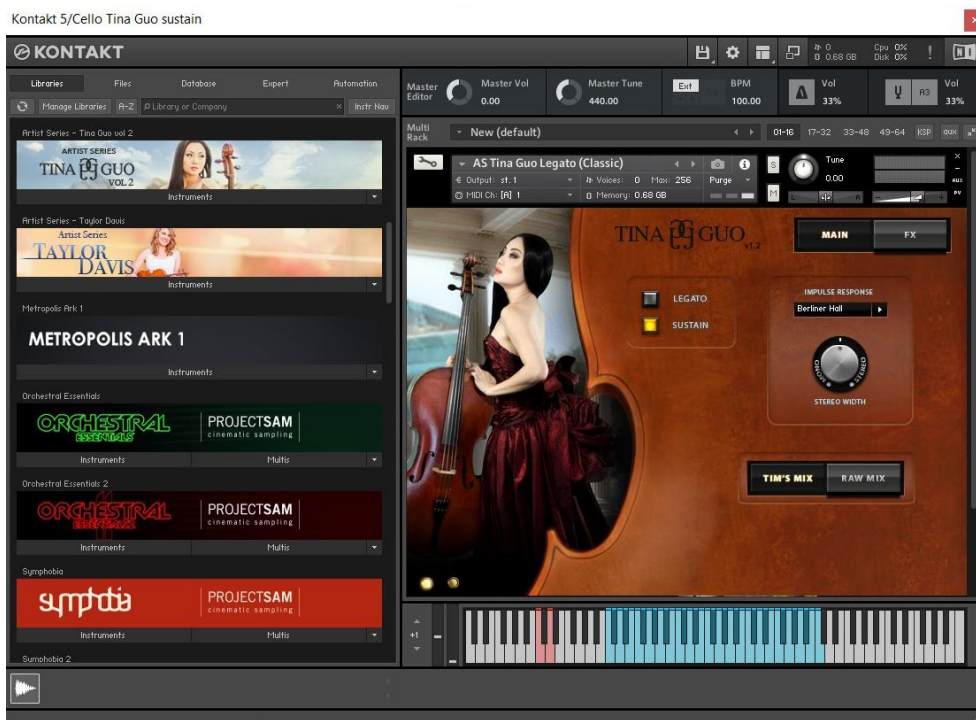 Kontakt 5/Cello Tina Guo sustain
KONTAKT
0
0.68 GB
Cpu 0%
Disk 0%
!
Libraries Files Database Expert Automation
Manage Libraries A-Z Library or Company × Instr Nav
Artist Series - Tina Guo vol 2
ARTIST SERIES
TINA GUO
VOL 2
Instruments
Artist Series - Taylor Davis
Artist Series
TAYLOR
DAVIS
Instruments
Metropolis Ark 1
METROPOLIS ARK 1
Instruments
Orchestral Essentials
ORCHESTRAL
ESSENTIALS
PROJECTSAM
cinematic sampling
Instruments Multis
Orchestral Essentials 2
ORCHESTRAL
ESSENTIALS
PROJECTSAM
cinematic sampling
Instruments Multis
Symphobia
symphobia
PROJECTSAM
cinematic sampling
Instruments Multis
Symphobia 2
Master
Editor
Master Vol
0.00
Master Tune
440.00
Ext
BPM
100.00
Vol
33%
A3
Vol
33%
Multi
Rack
New (default)
01-16 17-32 33-48 49-64 KSP aux
AS Tina Guo Legato (Classic)
Output: st. 1 Voices: 0 Max: 256 Purge
MIDI Ch: [A] 1 Memory: 0.68 GB
S
M
Tune
0.00
L R
aux
PV
TINA GUO
v1.2
MAIN FX
LEGATO
SUSTAIN
IMPULSE RESPONSE
Berliner Hall
MONO STEREO
STEREO WIDTH
TIM'S MIX RAW MIX
+1